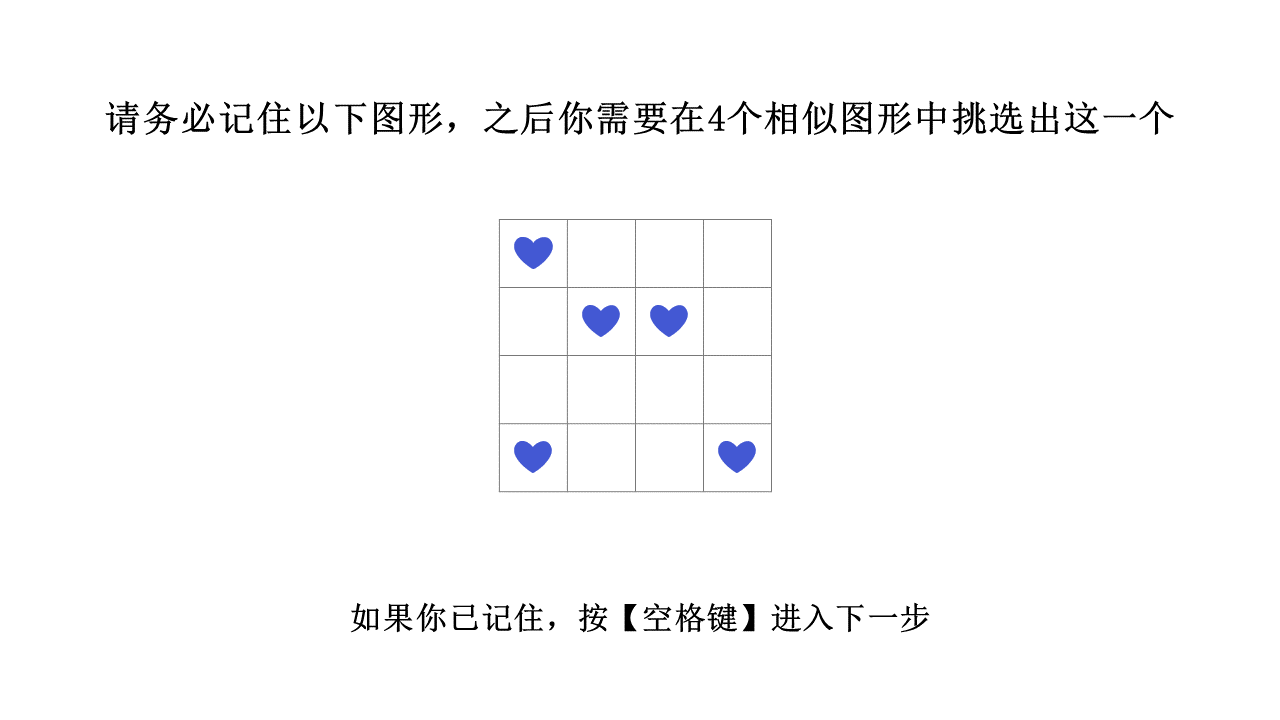 请务必记住以下图形，之后你需要在4个相似图形中挑选出这一个
如果你已记住，按【空格键】进入下一步